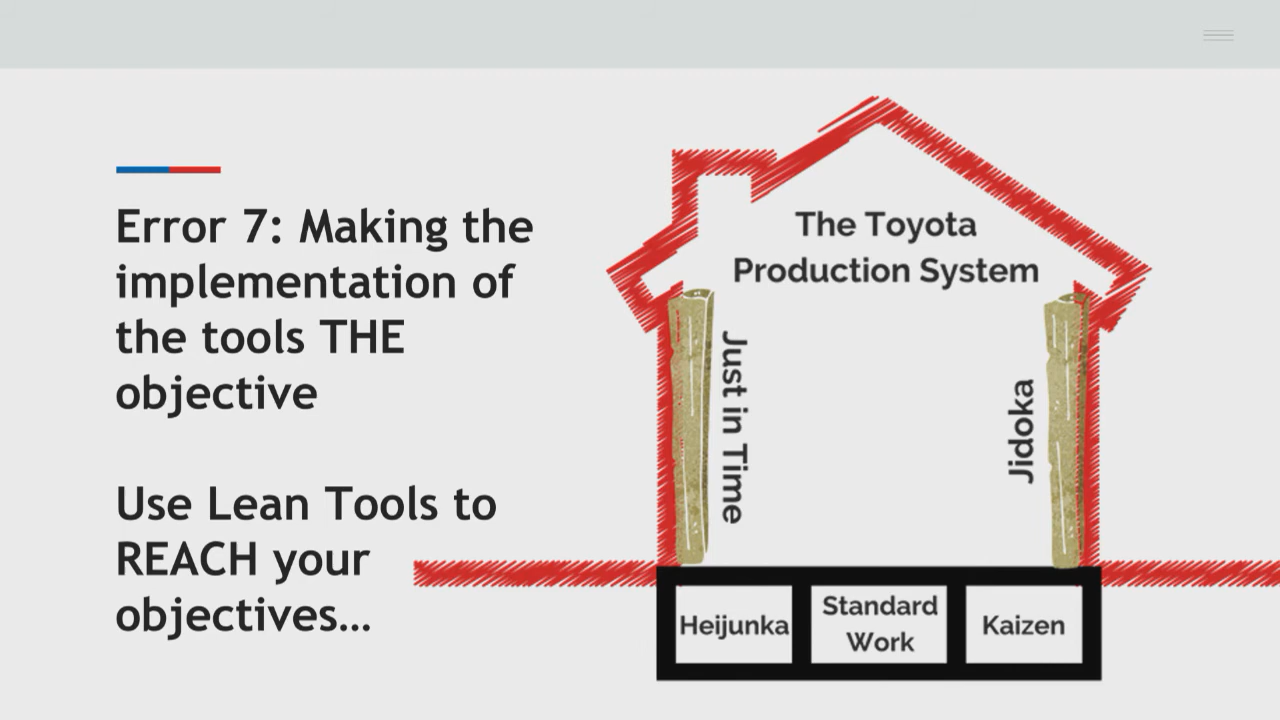 Error 7: Making the
implementation of
the tools THE
objective
Use Lean Tools to
REACH your
objectives...
The Toyota
Production System
Just in Time
Jidoka
Heijunka
Standard
Work
Kaizen